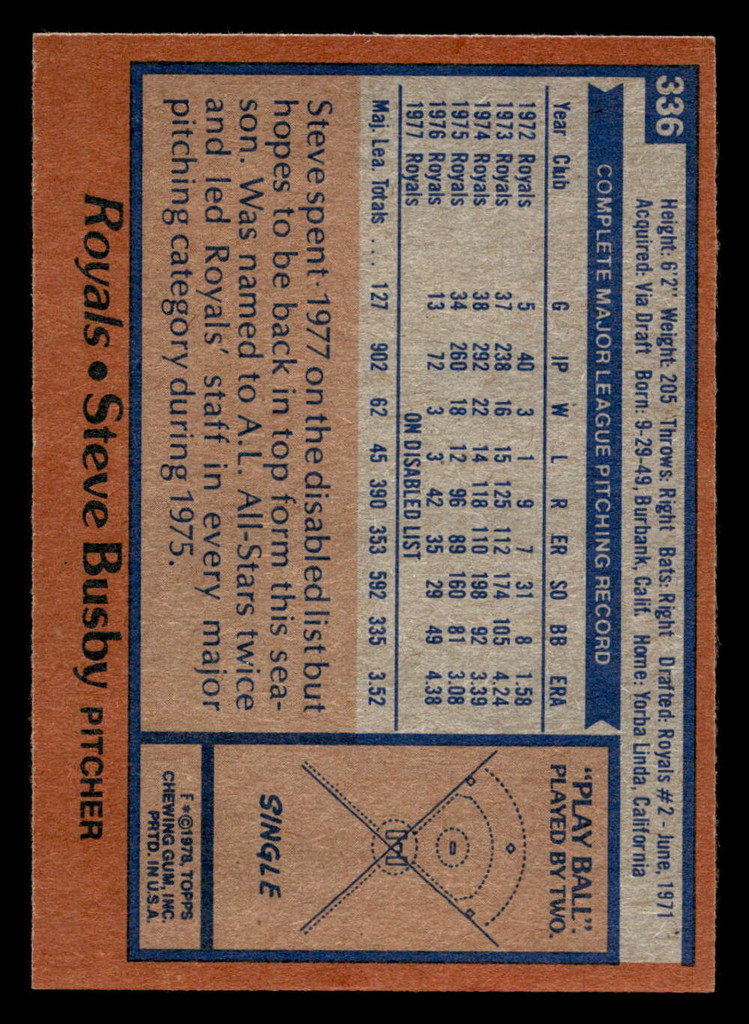 336
Height: 6'2" Weight: 205 Throws: Right Bats: Right Drafted: Royals #2 - June, 1971
Acquired: Via Draft Born: 9-29-49, Burbank, Calif. Home: Yorba Linda, California
COMPLETE MAJOR LEAGUE PITCHING RECORD
Year Club G IP W L R ER SO BB ERA
1972 Royals 5 40 3 1 9 7 31 8 1.58
1973 Royals 37 238 16 15 125 112 174 105 4.24
1974 Royals 38 292 22 14 118 110 198 92 3.39
1975 Royals 34 260 18 12 96 89 160 81 3.08
1976 Royals 13 72 3 3 42 35 29 49 4.38
1977 Royals ON DISABLED LIST
Maj. Lea. Totals .... 127 902 62 45 390 353 592 335 3.52
Steve spent 1977 on the disabled list but
hopes to be back in top form this sea-
son. Was named to A.L. All-Stars twice
and led Royals' staff in every major
pitching category during 1975.
"PLAY BALL".
PLAYED BY TWO.
SINGLE
F*©1978, TOPPS
CHEWING GUM, INC.
PRTD. IN U.S.A.
Royals • Steve Busby PITCHER